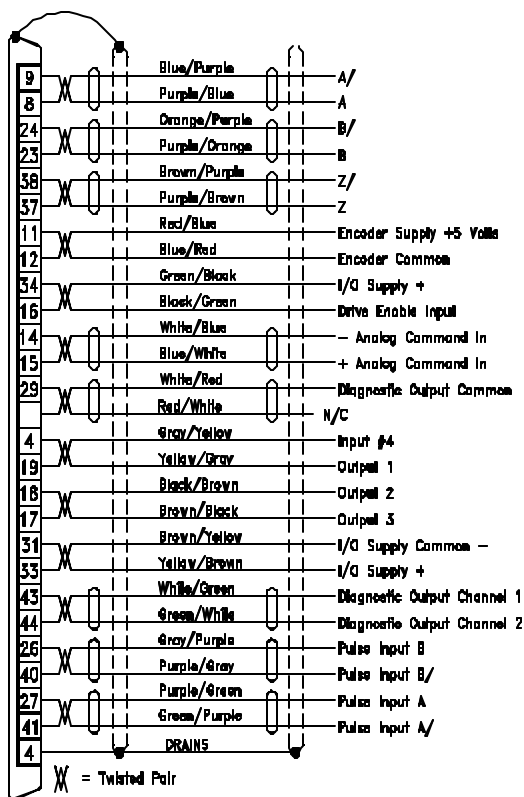 9 Blue/Purple A/
8 Purple/Blue A
24 Orange/Purple B/
23 Purple/Orange B
38 Brown/Purple Z/
37 Purple/Brown Z
11 Red/Blue Encoder Supply +5 Volts
12 Blue/Red Encoder Common
34 Green/Black I/O Supply +
16 Black/Green Drive Enable Input
14 White/Blue - Analog Command In
15 Blue/White + Analog Command In
29 White/Red Diagnostic Output Common
Red/White N/C
4 Gray/Yellow Input #4
19 Yellow/Gray Output 1
18 Black/Brown Output 2
17 Brown/Black Output 3
31 Brown/Yellow I/O Supply Common -
33 Yellow/Brown I/O Supply +
43 White/Green Diagnostic Output Channel 1
44 Green/White Diagnostic Output Channel 2
26 Gray/Purple Pulse Input B
40 Purple/Gray Pulse Input B/
27 Purple/Green Pulse Input A
41 Green/Purple Pulse Input A/
4 DRAINS
= Twisted Pair